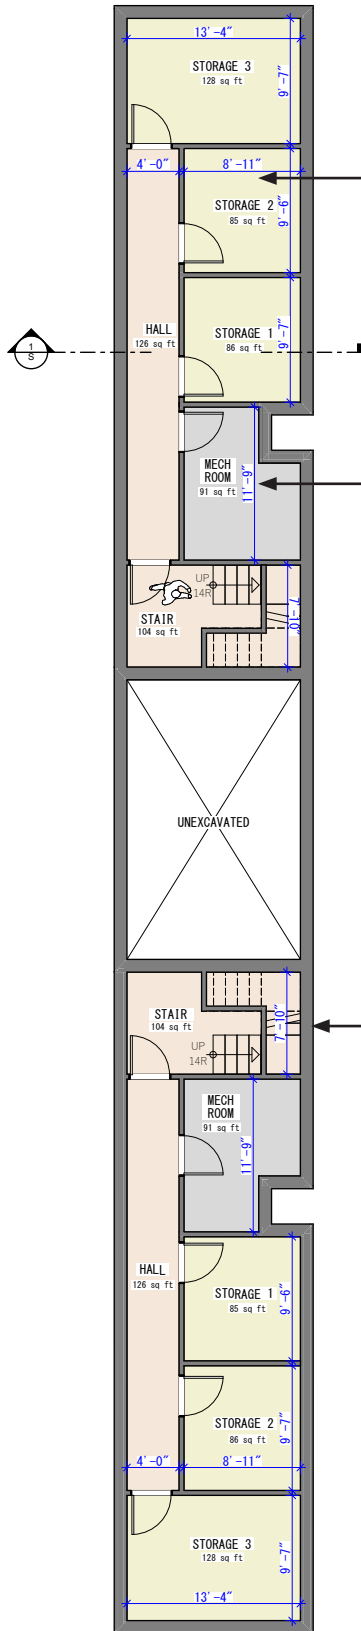 13'-4"
STORAGE 3
128 sq ft
9'-7"
4'-0"
8'-11"
STORAGE 2
85 sq ft
9'-6"
HALL
126 sq ft
STORAGE 1
86 sq ft
9'-7"
1
S
MECH
ROOM
91 sq ft
11'-9"
UP
14R
STAIR
104 sq ft
7'-10"
UNEXCAVATED
STAIR
104 sq ft
7'-10"
UP
14R
MECH
ROOM
91 sq ft
11'-9"
HALL
126 sq ft
STORAGE 1
85 sq ft
9'-6"
STORAGE 2
86 sq ft
9'-7"
4'-0"
8'-11"
STORAGE 3
128 sq ft
9'-7"
13'-4"